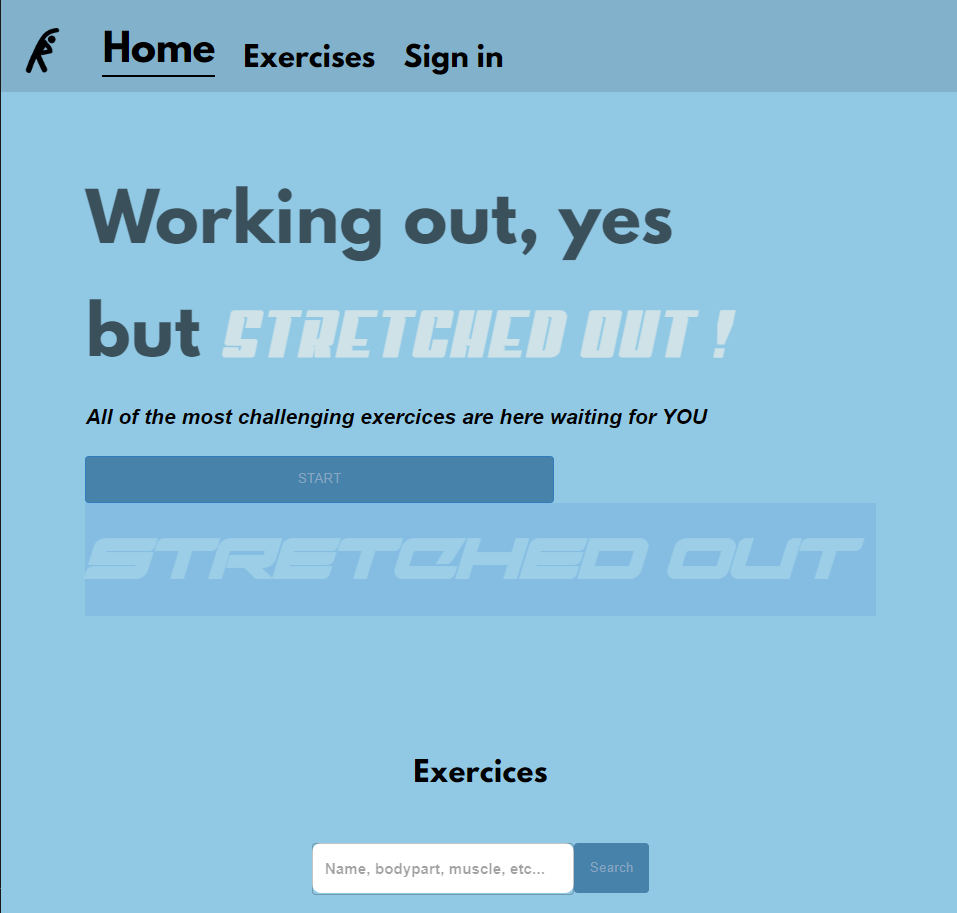 Home Exercises Sign in
Working out, yes
but STRETCHED OUT !
All of the most challenging exercices are here waiting for YOU
START
STRETCHED OUT
Exercices
Name, bodypart, muscle, etc... Search